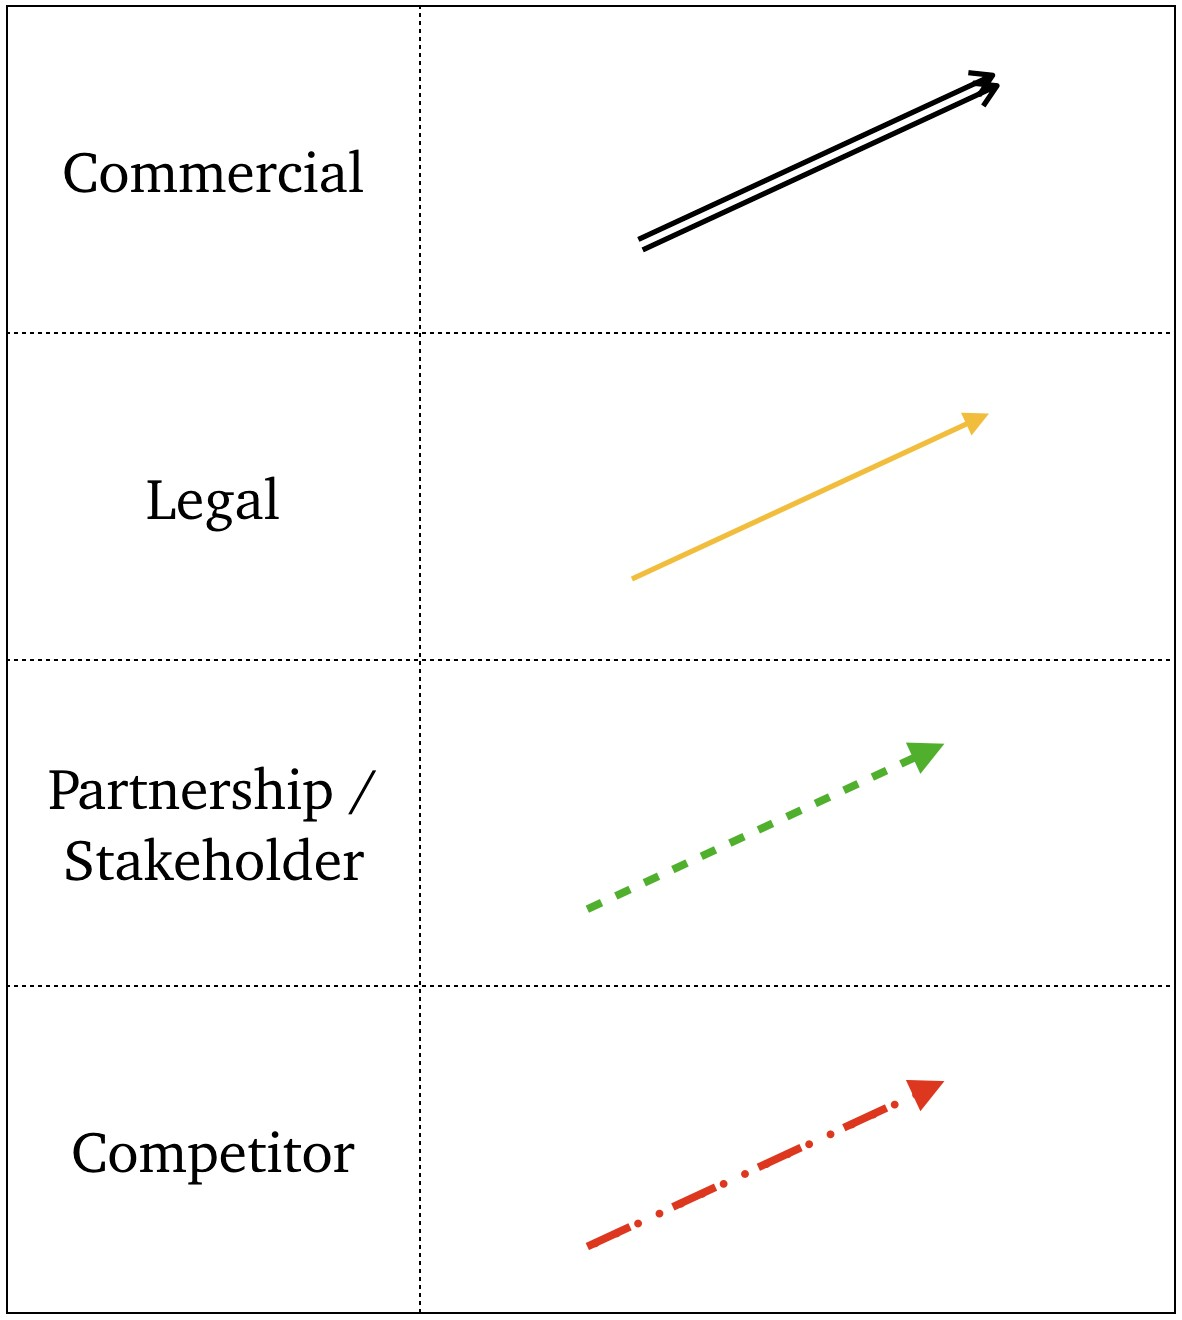 Commercial
Legal
Partnership /
Stakeholder
Competitor